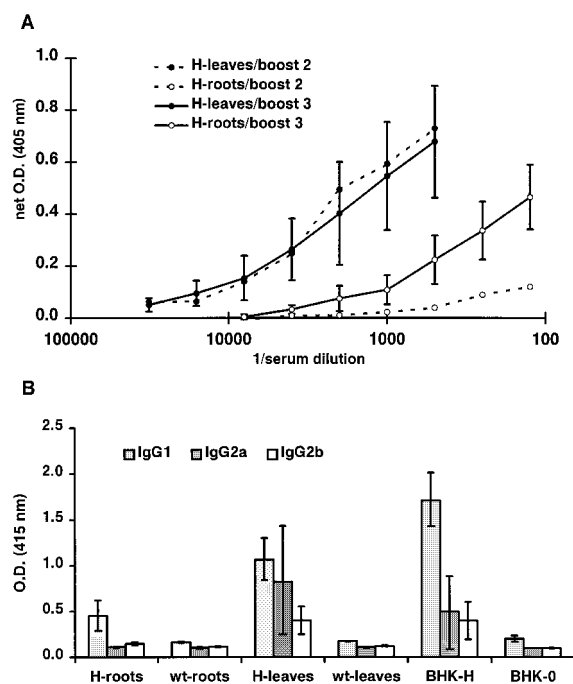 A
H-leaves/boost 2
H-roots/boost 2
H-leaves/boost 3
H-roots/boost 3
net O.D. (405 nm)
1.0
0.8
0.6
0.4
0.2
0.0
100000 10000 1000 100
1/serum dilution
B
IgG1 IgG2a IgG2b
O.D. (415 nm)
2.5
2.0
1.5
1.0
0.5
0.0
H-roots wt-roots H-leaves wt-leaves BHK-H BHK-0